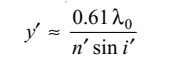 y′ ≈ 0.61 λ₀ / n′ sin i′